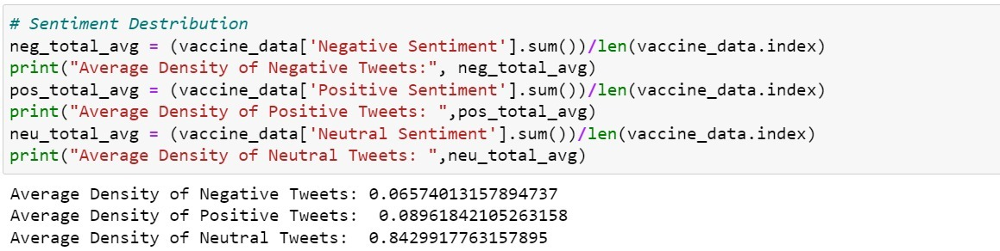 # Sentiment Destribution
neg_total_avg = (vaccine_data['Negative Sentiment'].sum())/len(vaccine_data.index)
print("Average Density of Negative Tweets:", neg_total_avg)
pos_total_avg = (vaccine_data['Positive Sentiment'].sum())/len(vaccine_data.index)
print("Average Density of Positive Tweets: ",pos_total_avg)
neu_total_avg = (vaccine_data['Neutral Sentiment'].sum())/len(vaccine_data.index)
print("Average Density of Neutral Tweets: ",neu_total_avg)
Average Density of Negative Tweets: 0.06574013157894737
Average Density of Positive Tweets:  0.08961842105263158
Average Density of Neutral Tweets:  0.8429917763157895